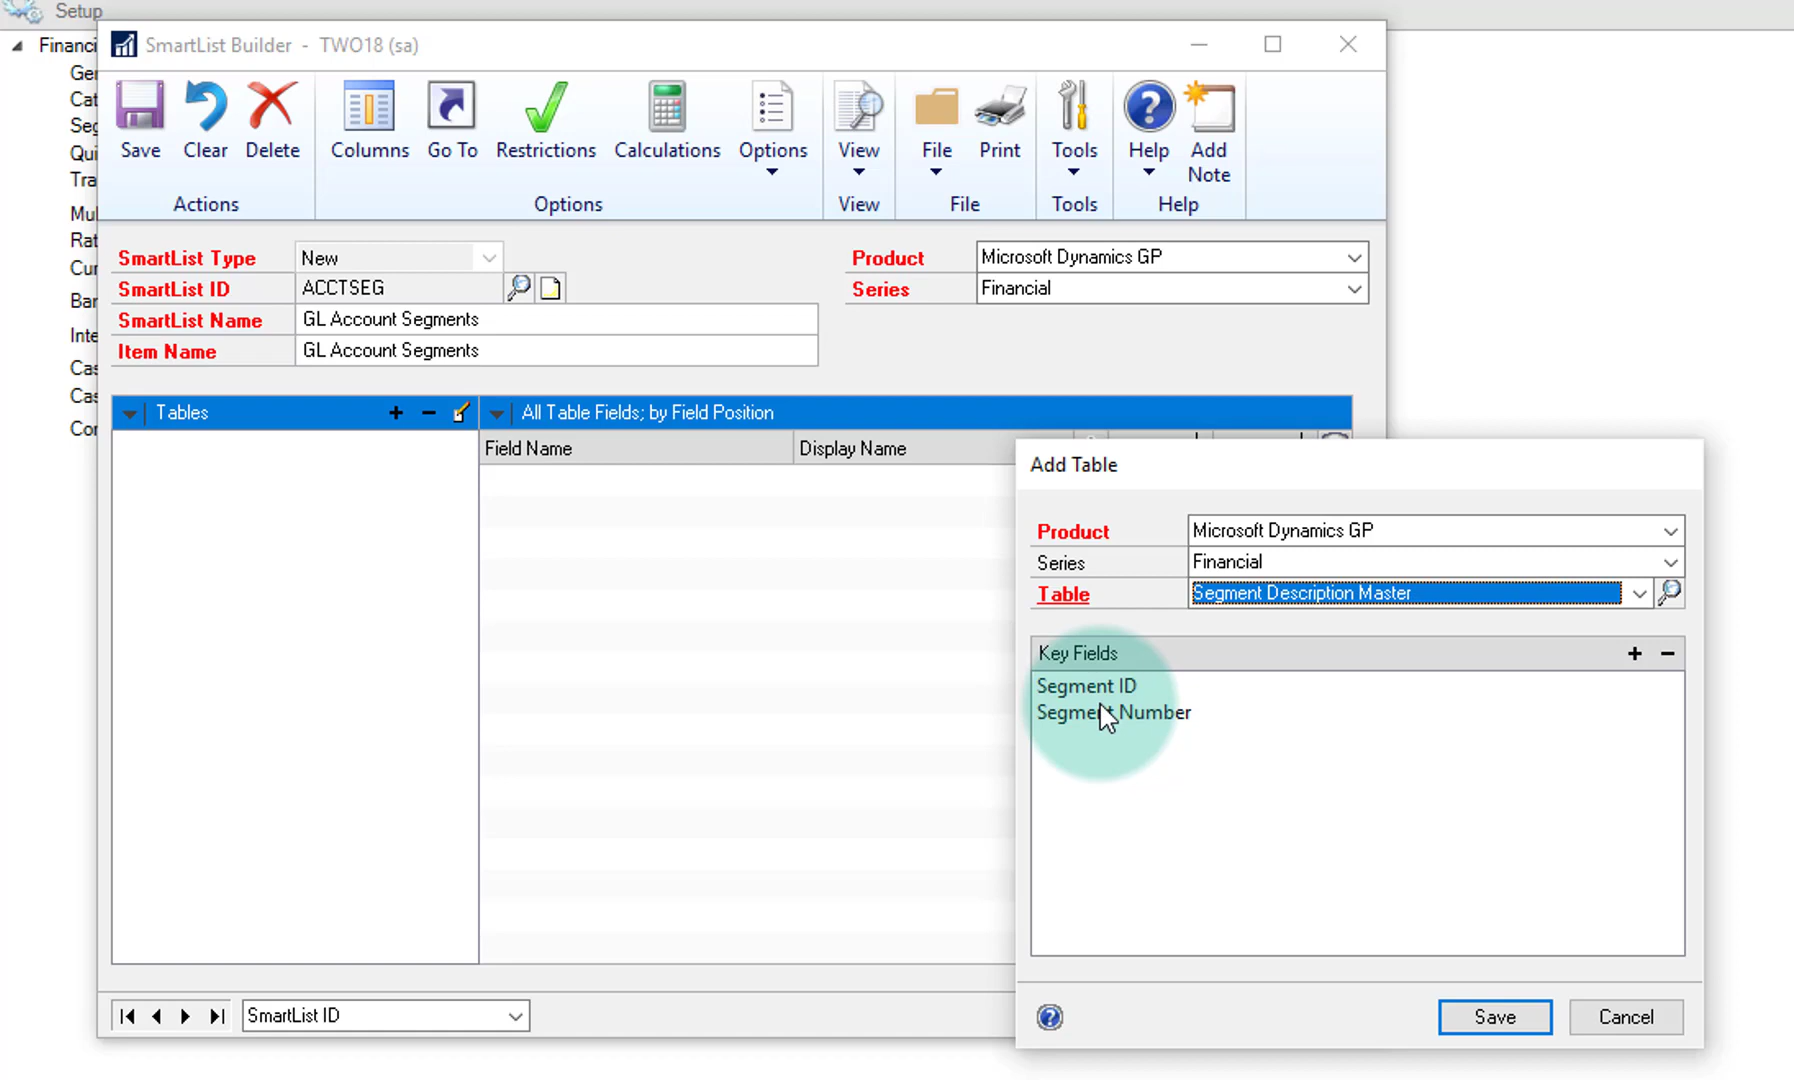 Setup
Financi
Ger
Cat
Seg
Qui
Tra
Mul
Rat
Cur
Bar
Inte
Cas
Cas
Cor
SmartList Builder - TWO18 (sa)
Save
Clear
Delete
Columns
Go To
Restrictions
Calculations
Options
View
File
Print
Tools
Help
Add
Note
Actions
Options
View
File
Tools
Help
SmartList Type New
SmartList ID ACCTSEG
SmartList Name GL Account Segments
Item Name GL Account Segments
Product Microsoft Dynamics GP
Series Financial
Tables
All Table Fields; by Field Position
Field Name
Display Name
Add Table
Product Microsoft Dynamics GP
Series Financial
Table Segment Description Master
Key Fields
Segment ID
Segment Number
Save
Cancel
SmartList ID